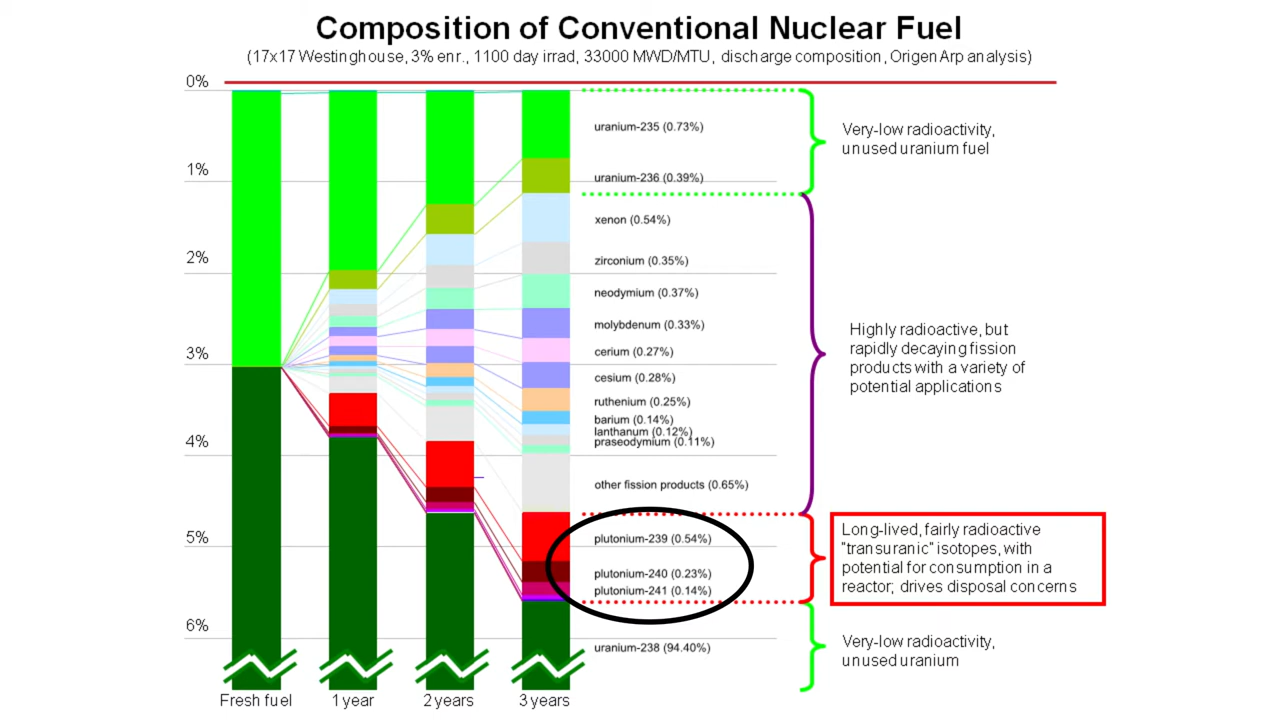 Composition of Conventional Nuclear Fuel
(17x17 Westinghouse, 3% enr., 1100 day irrad, 33000 MWD/MTU, discharge composition, Origen Arp analysis)
0%
1%
2%
3%
4%
5%
6%
Fresh fuel
1 year
2 years
3 years
uranium-235 (0.73%)
uranium-236 (0.39%)
xenon (0.54%)
zirconium (0.35%)
neodymium (0.37%)
molybdenum (0.33%)
cerium (0.27%)
cesium (0.28%)
ruthenium (0.25%)
barium (0.14%)
lanthanum (0.12%)
praseodymium (0.11%)
other fission products (0.65%)
plutonium-239 (0.54%)
plutonium-240 (0.23%)
plutonium-241 (0.14%)
uranium-238 (94.40%)
Very-low radioactivity,
unused uranium fuel
Highly radioactive, but
rapidly decaying fission
products with a variety of
potential applications
Long-lived, fairly radioactive
"transuranic" isotopes, with
potential for consumption in a
reactor; drives disposal concerns
Very-low radioactivity,
unused uranium